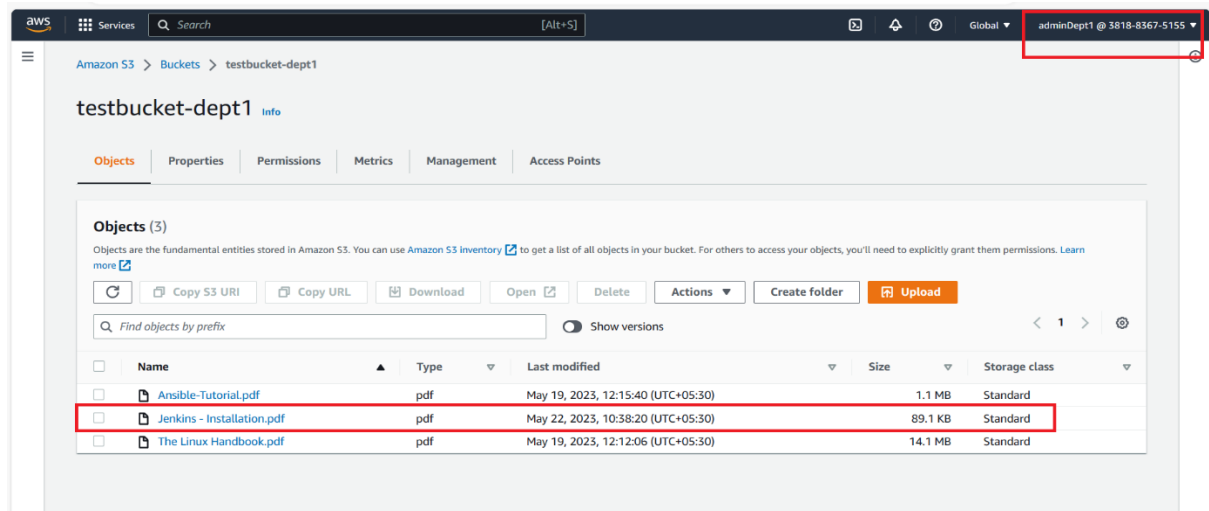 aws Services Search [Alt+S] Global adminDept1 @ 3818-8367-5155
Amazon S3 > Buckets > testbucket-dept1
testbucket-dept1 Info
Objects Properties Permissions Metrics Management Access Points
Objects (3)
Objects are the fundamental entities stored in Amazon S3. You can use Amazon S3 inventory to get a list of all objects in your bucket. For others to access your objects, you'll need to explicitly grant them permissions. Learn
more
Copy S3 URI Copy URL Download Open Delete Actions Create folder Upload
Find objects by prefix Show versions < 1 >
Name Type Last modified Size Storage class
Ansible-Tutorial.pdf pdf May 19, 2023, 12:15:40 (UTC+05:30) 1.1 MB Standard
Jenkins - Installation.pdf pdf May 22, 2023, 10:38:20 (UTC+05:30) 89.1 KB Standard
The Linux Handbook.pdf pdf May 19, 2023, 12:12:06 (UTC+05:30) 14.1 MB Standard